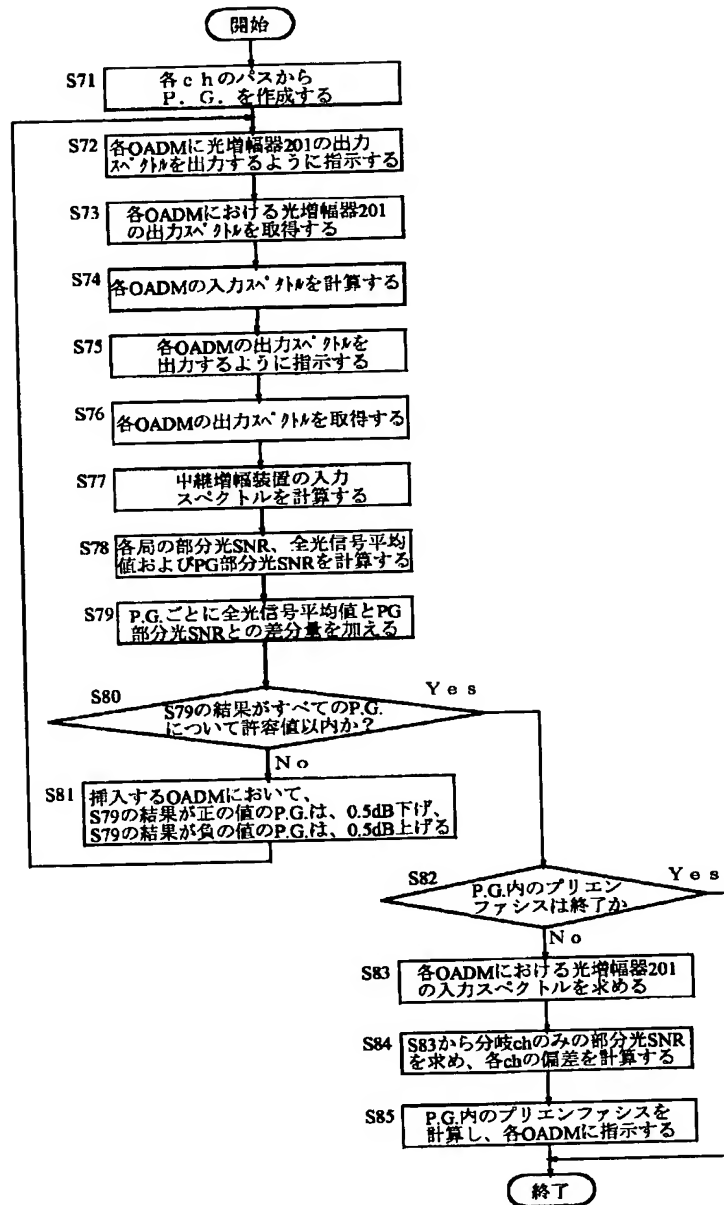 開始
S71
各chのパスから
P.G.を作成する
S72
各OADMに光増幅器201の出力
スペクトルを出力するように指示する
S73
各OADMにおける光増幅器201
の出力スペクトルを取得する
S74
各OADMの入力スペクトルを計算する
S75
各OADMの出力スペクトルを
出力するように指示する
S76
各OADMの出力スペクトルを取得する
S77
中継増幅装置の入力
スペクトルを計算する
S78
各局の部分光SNR、全光信号平均
値およびPG部分光SNRを計算する
S79
P.G.ごとに全光信号平均値とPG
部分光SNRとの差分量を加える
S80
S79の結果がすべてのP.G.
について許容値以内か?
Yes
No
S81
挿入するOADMにおいて、
S79の結果が正の値のP.G.は、0.5dB下げ、
S79の結果が負の値のP.G.は、0.5dB上げる
S82
P.G.内のプリエン
ファシスは終了か
Yes
No
S83
各OADMにおける光増幅器201
の入力スペクトルを求める
S84
S83から分岐chのみの部分光SNR
を求め、各chの偏差を計算する
S85
P.G.内のプリエンファシスを
計算し、各OADMに指示する
終了